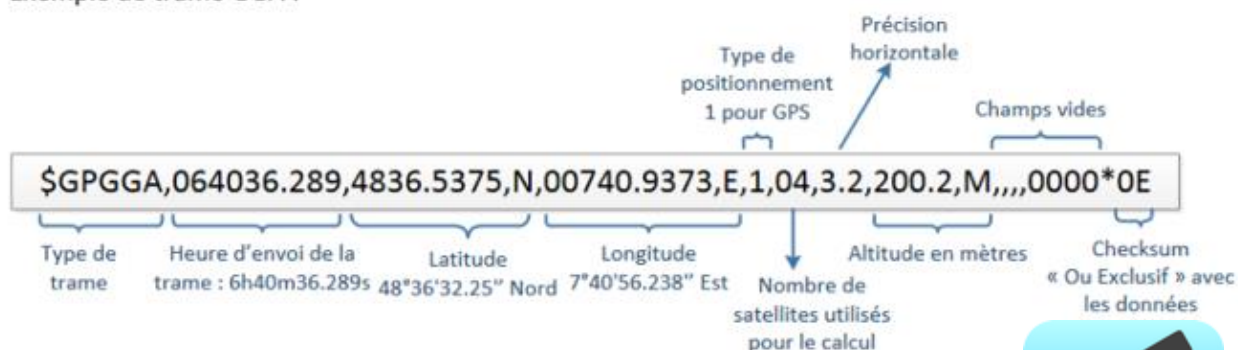 Précision
horizontale
Type de
positionnement
1 pour GPS
Champs vides
$GPGGA,064036.289,4836.5375,N,00740.9373,E,1,04,3.2,200.2,M,,,,0000*0E
Type de
trame
Heure d'envoi de la
trame : 6h40m36.289s
Latitude
48°36'32.25" Nord
Longitude
7°40'56.238" Est
Nombre de
satellites utilisés
pour le calcul
Altitude en mètres
Checksum
« Ou Exclusif » avec
les données